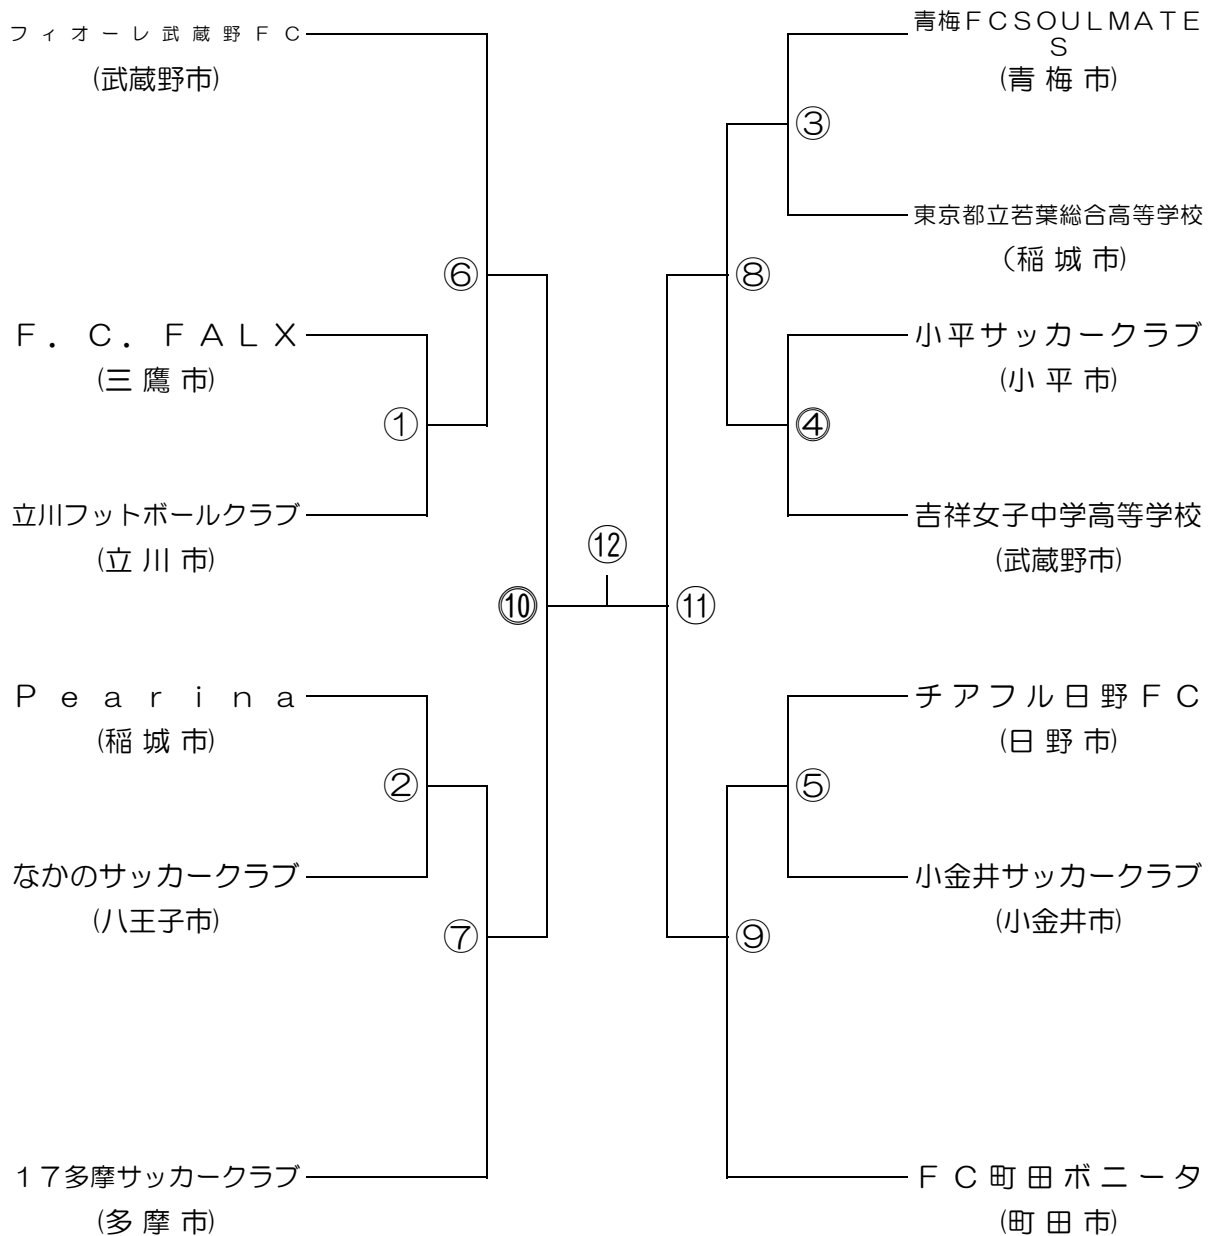 フィオーレ武蔵野ＦＣ
(武蔵野市)
⑥
Ｆ．Ｃ．ＦＡＬＸ
(三鷹市)
①
立川フットボールクラブ
(立川市)
⑫
⑩
Ｐｅａｒｉｎａ
(稲城市)
②
なかのサッカークラブ
(八王子市)
⑦
１７多摩サッカークラブ
(多摩市)
青梅ＦＣＳＯＵＬＭＡＴＥ
Ｓ
(青梅市)
③
東京都立若葉総合高等学校
（稲城市)
⑧
小平サッカークラブ
(小平市)
④
吉祥女子中学高等学校
(武蔵野市)
⑪
チアフル日野ＦＣ
(日野市)
⑤
小金井サッカークラブ
(小金井市)
⑨
ＦＣ町田ボニータ
(町田市)